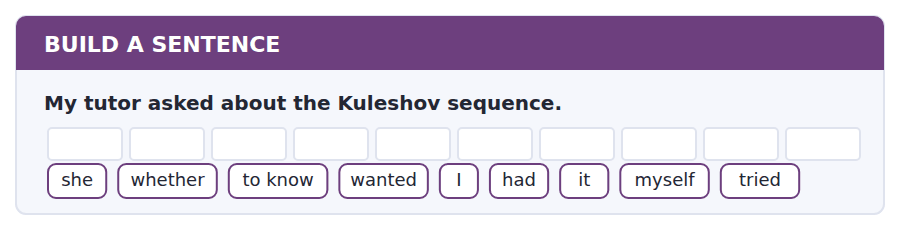 BUILD A SENTENCE
My tutor asked about the Kuleshov sequence.
she whether to know wanted I had it myself tried